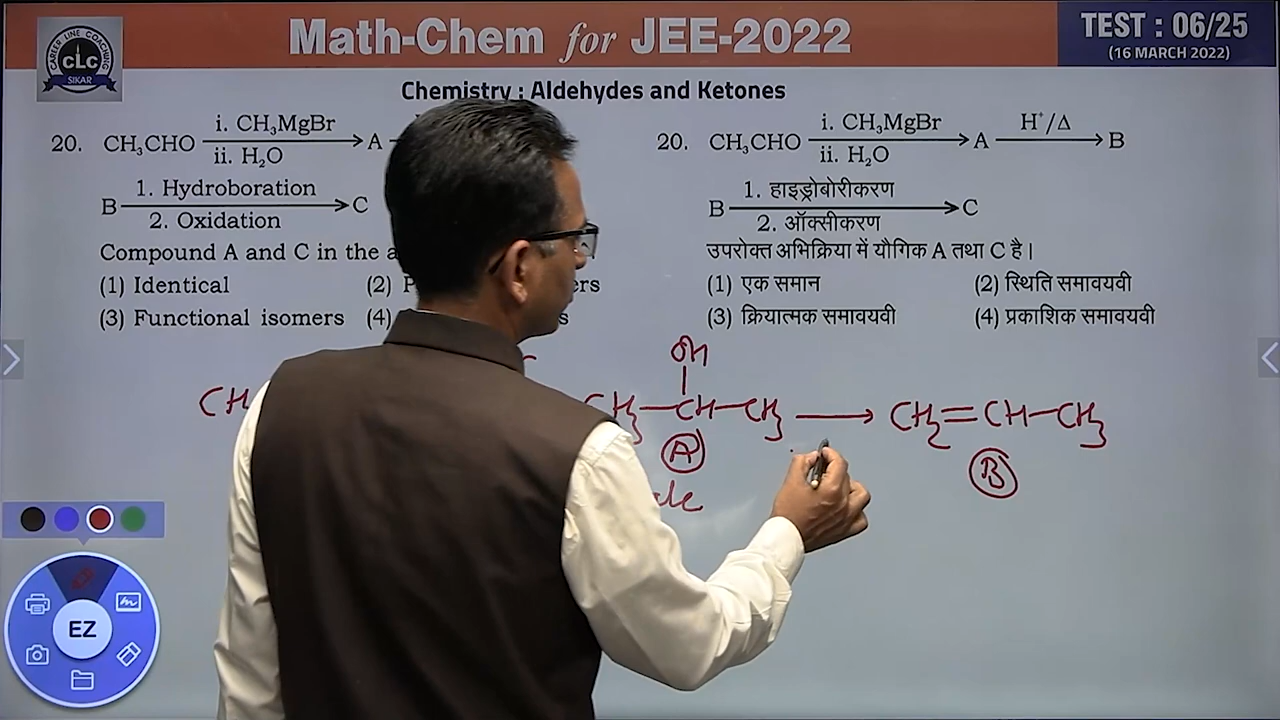 Math-Chem for JEE-2022
TEST : 06/25
(16 MARCH 2022)
CAREER LINE COACHING
CLC
SIKAR
Chemistry : Aldehydes and Ketones
20. CH₃CHO i. CH₃MgBr ii. H₂O → A
B 1. Hydroboration 2. Oxidation → C
Compound A and C in the a
(1) Identical (2) P ers
(3) Functional isomers (4) s
20. CH₃CHO i. CH₃MgBr ii. H₂O → A H⁺/Δ → B
B 1. हाइड्रोबोरीकरण 2. ऑक्सीकरण → C
उपरोक्त अभिक्रिया में यौगिक A तथा C है।
(1) एक समान (2) स्थिति समावयवी
(3) क्रियात्मक समावयवी (4) प्रकाशिक समावयवी
OH
CH CH₃—CH—CH₃ → CH₂=CH—CH₃
A B
EZ